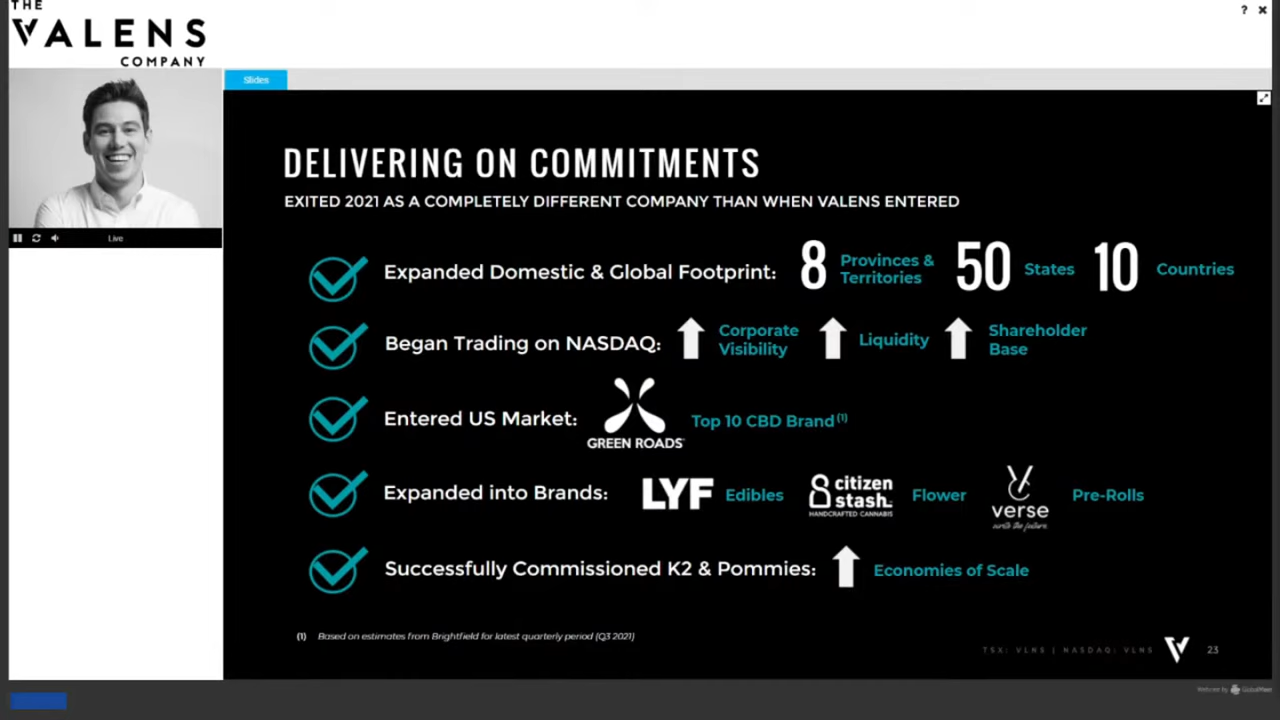 THE
VALENS
COMPANY
? ×
Slides
Live
DELIVERING ON COMMITMENTS
EXITED 2021 AS A COMPLETELY DIFFERENT COMPANY THAN WHEN VALENS ENTERED
Expanded Domestic & Global Footprint: 8 Provinces & Territories 50 States 10 Countries
Began Trading on NASDAQ: Corporate Visibility Liquidity Shareholder Base
Entered US Market: GREEN ROADS Top 10 CBD Brand (1)
Expanded into Brands: LYF Edibles citizen stash. HANDCRAFTED CANNABIS Flower verse Pre-Rolls
Successfully Commissioned K2 & Pommies: Economies of Scale
(1) Based on estimates from Brightfield for latest quarterly period (Q3 2021)
TSX: VLNS | NASDAQ: VLNS 23
Webcast by GlobalMeet